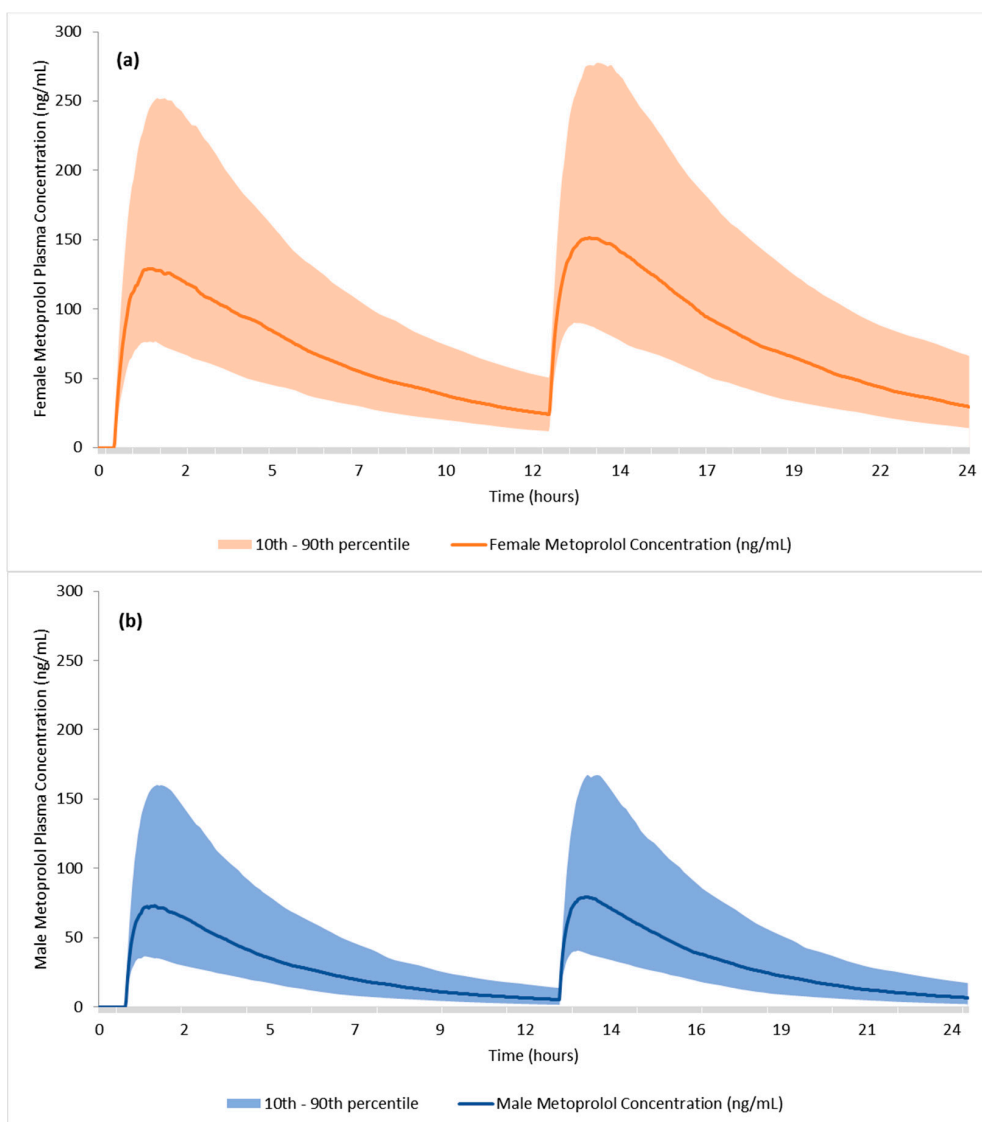 (a)
Female Metoprolol Plasma Concentration (ng/mL)
300
250
200
150
100
50
0
0 2 5 7 10 12 14 17 19 22 24
Time (hours)
10th - 90th percentile Female Metoprolol Concentration (ng/mL)
(b)
Male Metoprolol Plasma Concentration (ng/mL)
300
250
200
150
100
50
0
0 2 5 7 9 12 14 16 19 21 24
Time (hours)
10th - 90th percentile Male Metoprolol Concentration (ng/mL)